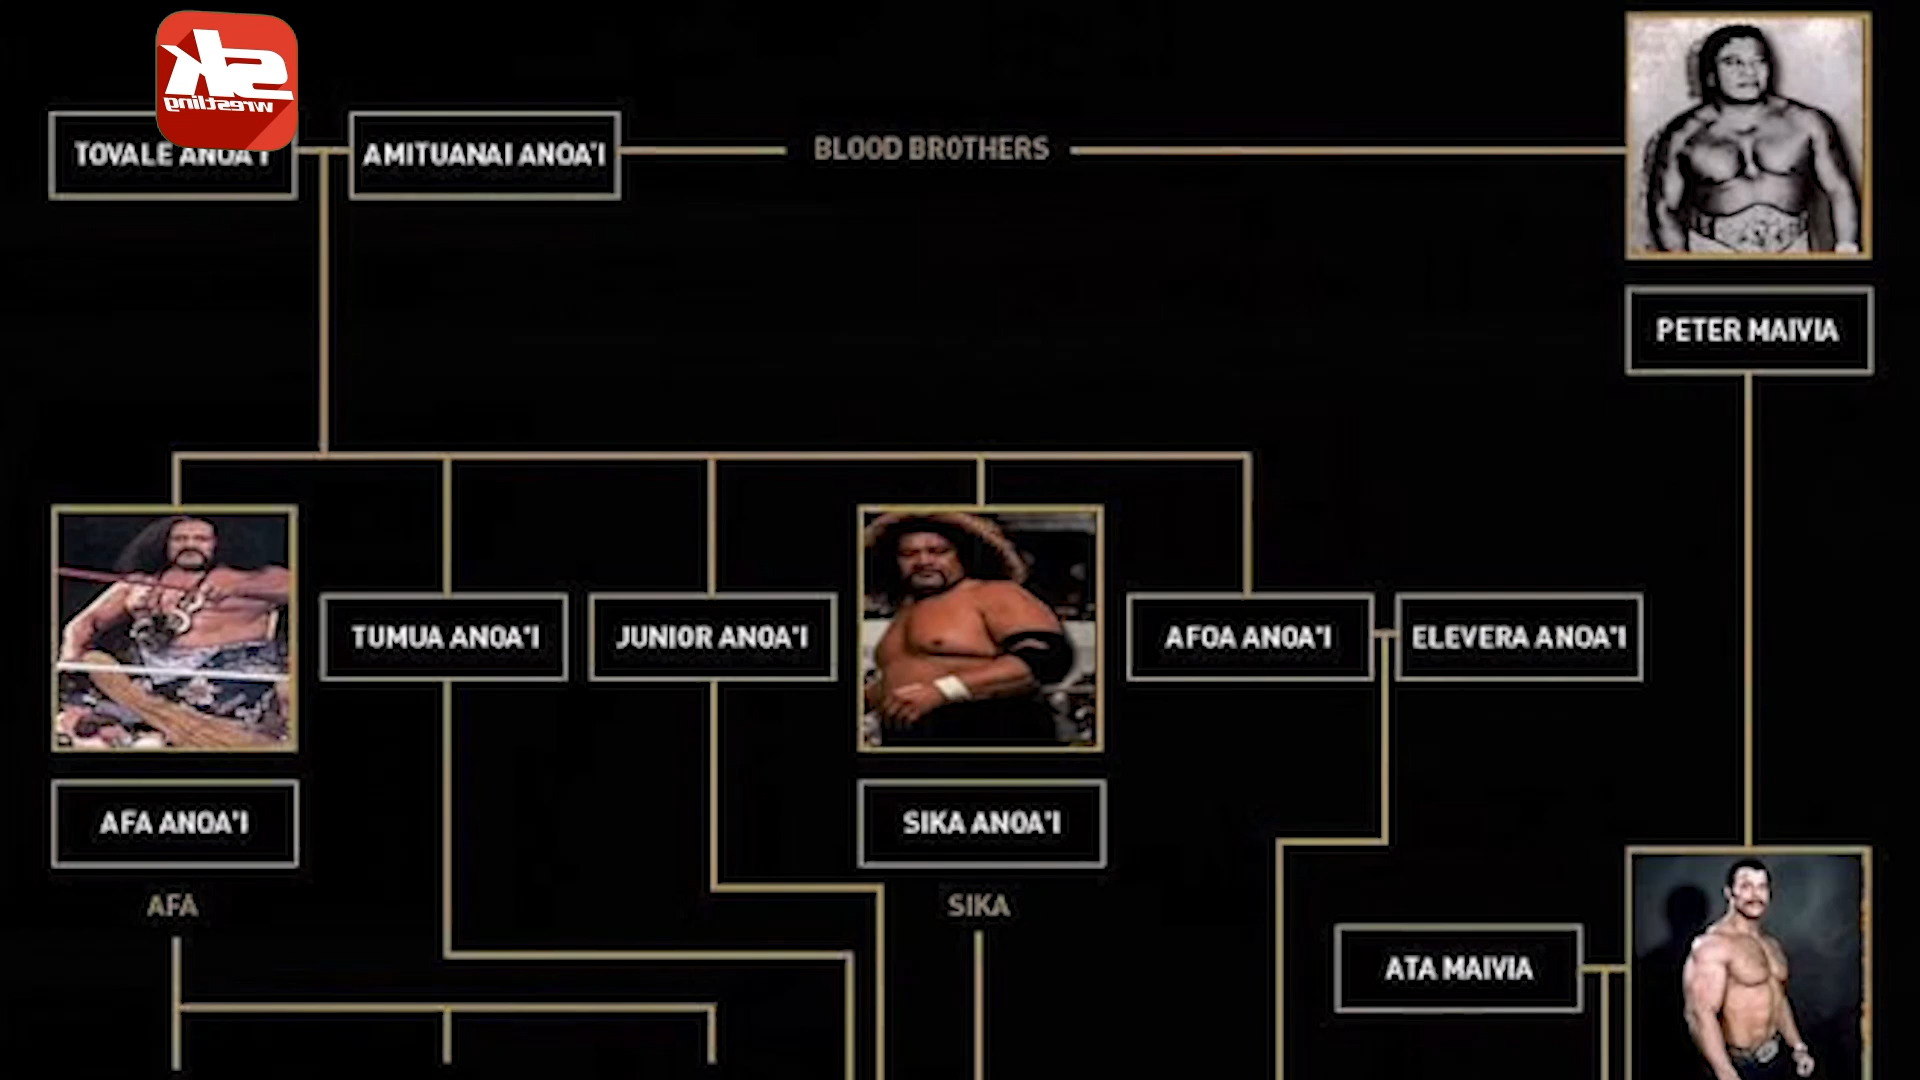 SK
wrestling
TOVALE ANOA'I
AMITUANAI ANOA'I
BLOOD BROTHERS
PETER MAIVIA
TUMUA ANOA'I
JUNIOR ANOA'I
AFOA ANOA'I
ELEVERA ANOA'I
AFA ANOA'I
SIKA ANOA'I
AFA
SIKA
ATA MAIVIA